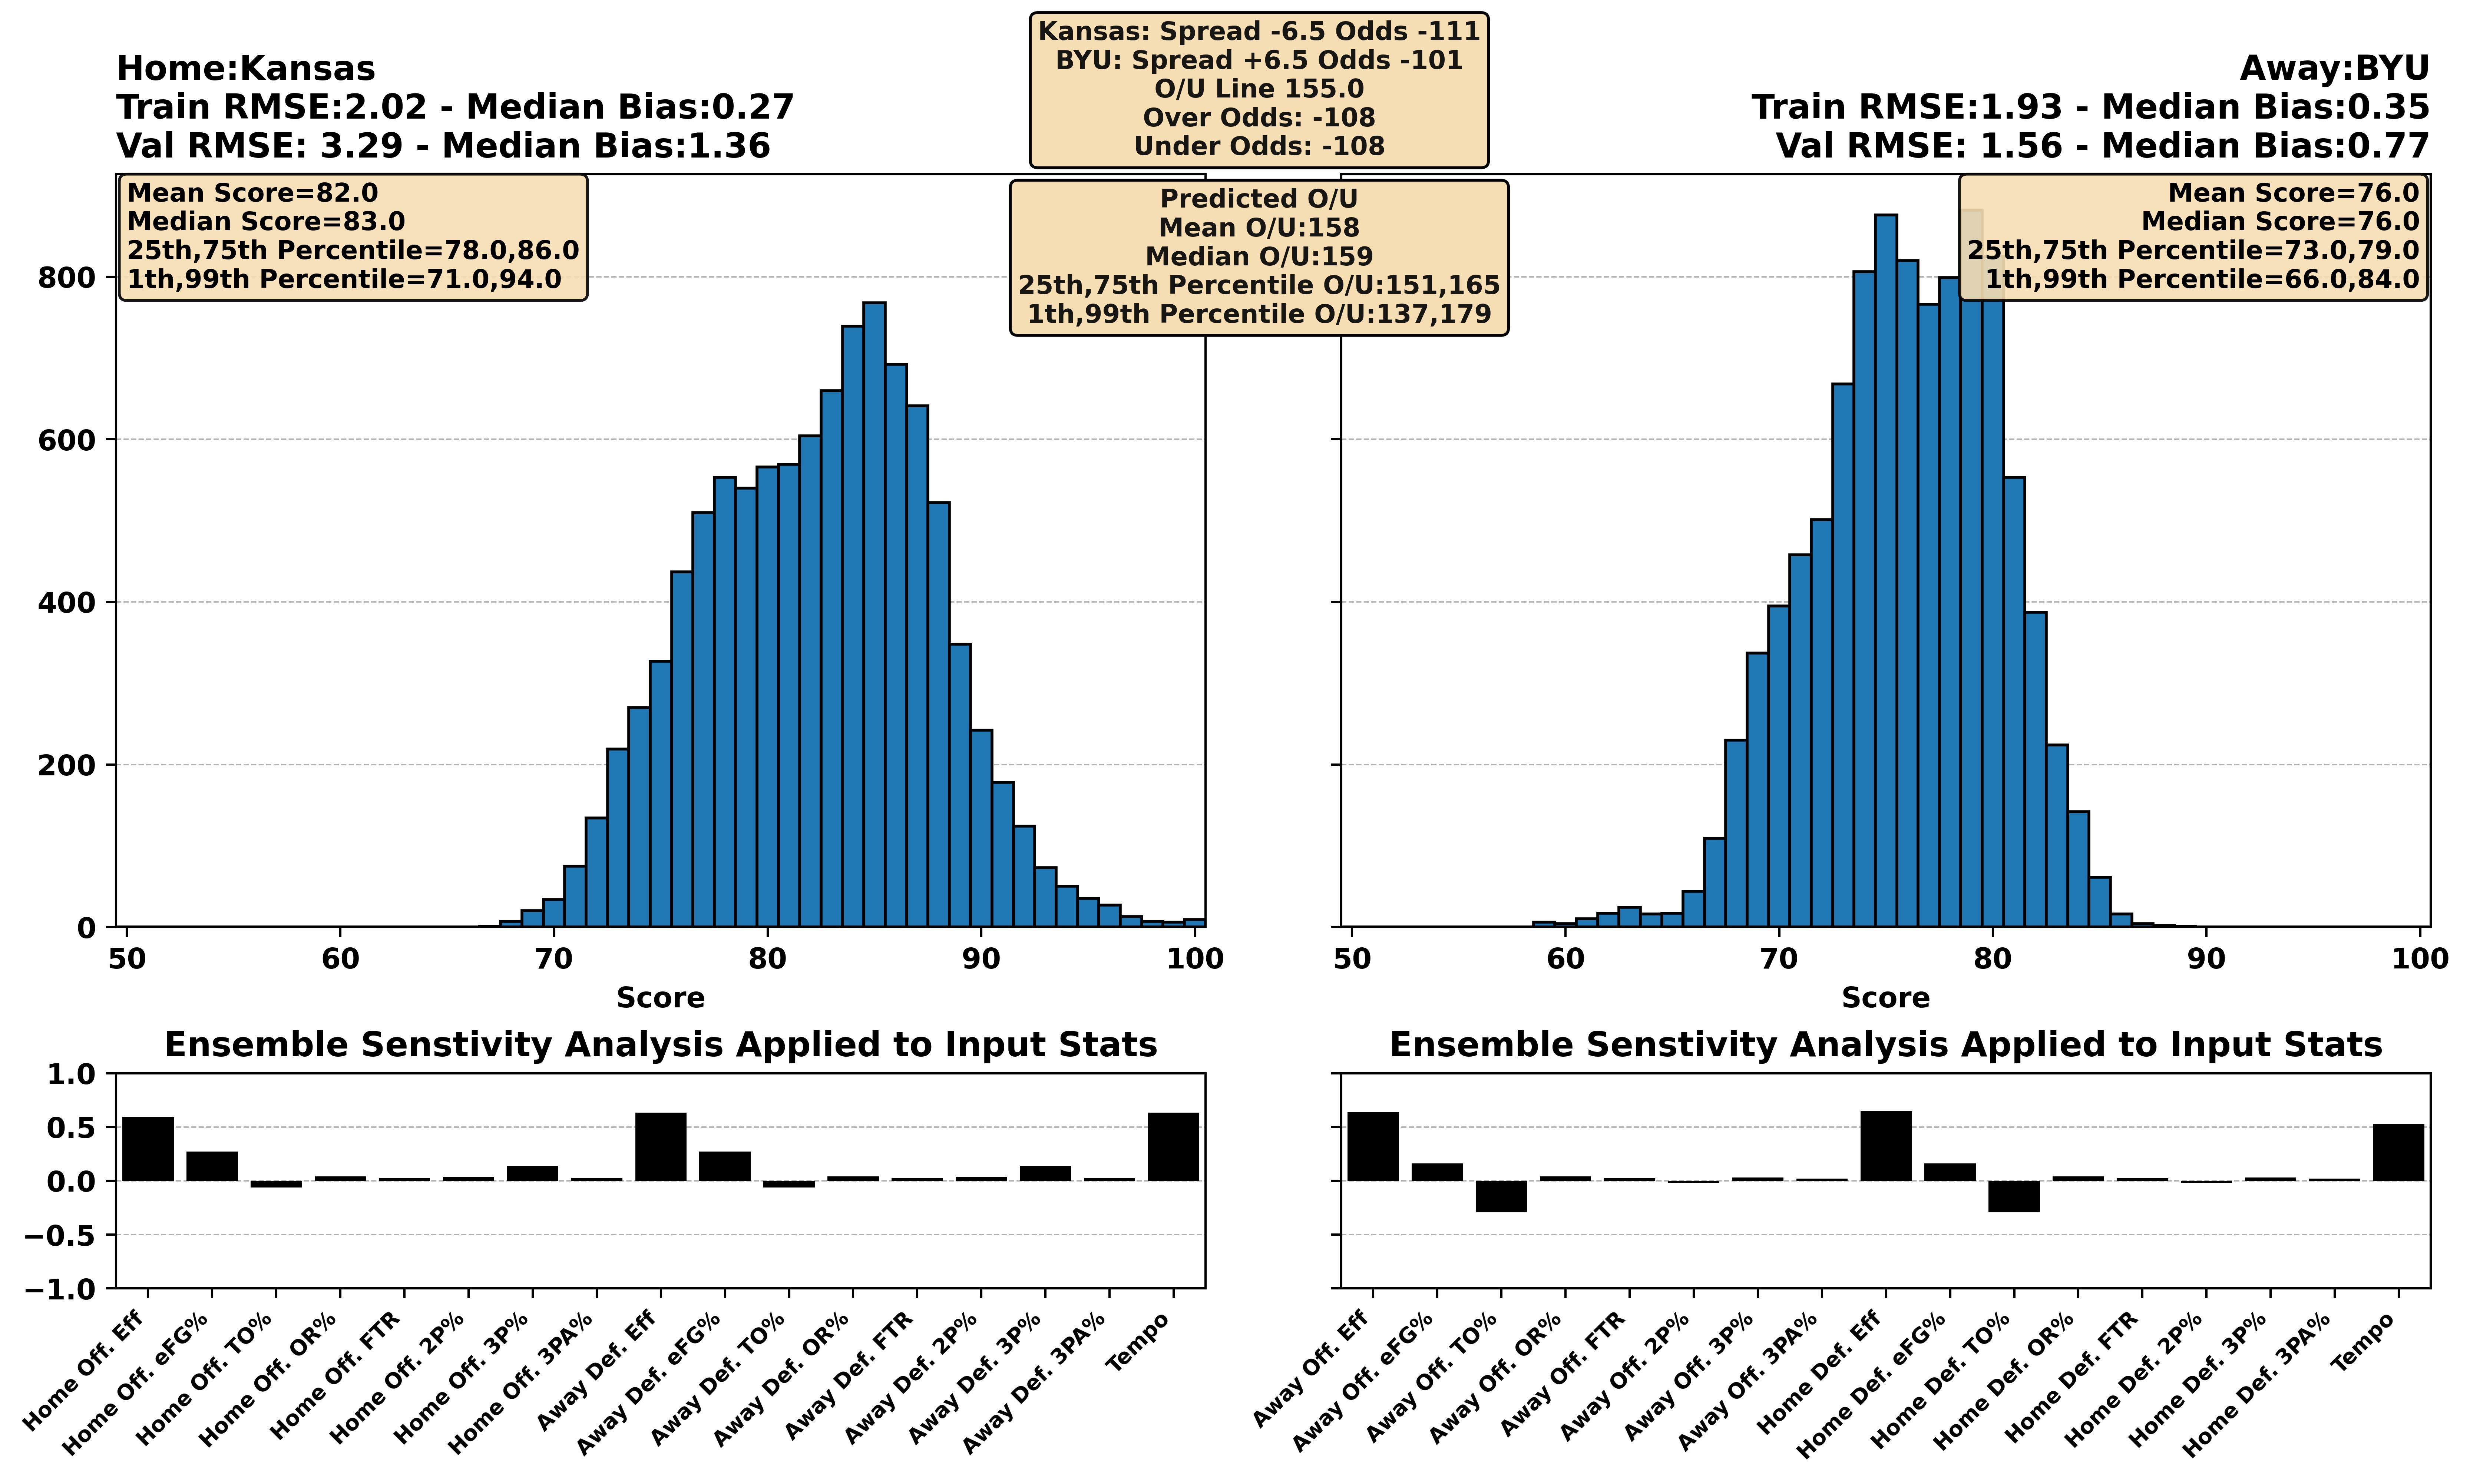 Kansas: Spread -6.5 Odds -111
BYU: Spread +6.5 Odds -101
O/U Line 155.0
Over Odds: -108
Under Odds: -108
Home:Kansas
Train RMSE:2.02 - Median Bias:0.27
Val RMSE: 3.29 - Median Bias:1.36
Away:BYU
Train RMSE:1.93 - Median Bias:0.35
Val RMSE: 1.56 - Median Bias:0.77
Mean Score=82.0
Median Score=83.0
25th,75th Percentile=78.0,86.0
1th,99th Percentile=71.0,94.0
Predicted O/U
Mean O/U:158
Median O/U:159
25th,75th Percentile O/U:151,165
1th,99th Percentile O/U:137,179
Mean Score=76.0
Median Score=76.0
25th,75th Percentile=73.0,79.0
1th,99th Percentile=66.0,84.0
800
600
400
200
0
50 60 70 80 90 100
Score
50 60 70 80 90 100
Score
Ensemble Senstivity Analysis Applied to Input Stats
1.0
0.5
0.0
−0.5
−1.0
Home Off. Eff
Home Off. eFG%
Home Off. TO%
Home Off. OR%
Home Off. FTR
Home Off. 2P%
Home Off. 3P%
Home Off. 3PA%
Away Def. Eff
Away Def. eFG%
Away Def. TO%
Away Def. OR%
Away Def. FTR
Away Def. 2P%
Away Def. 3P%
Away Def. 3PA%
Tempo
Ensemble Senstivity Analysis Applied to Input Stats
Away Off. Eff
Away Off. eFG%
Away Off. TO%
Away Off. OR%
Away Off. FTR
Away Off. 2P%
Away Off. 3P%
Away Off. 3PA%
Home Def. Eff
Home Def. eFG%
Home Def. TO%
Home Def. OR%
Home Def. FTR
Home Def. 2P%
Home Def. 3P%
Home Def. 3PA%
Tempo